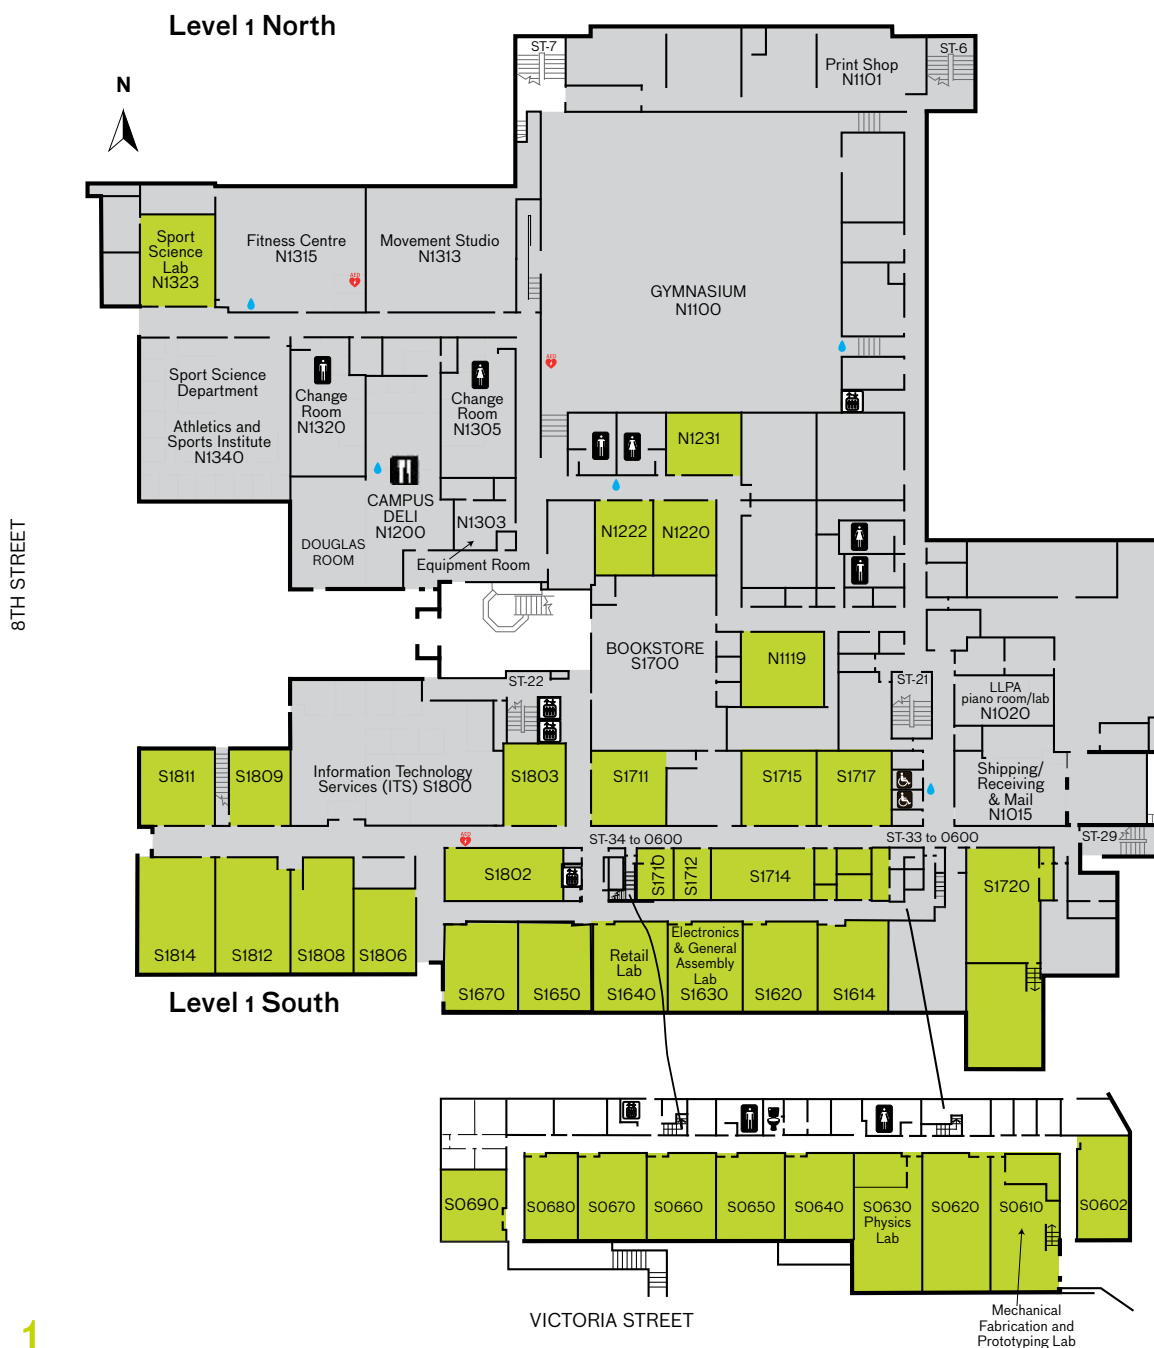 Level 1 North
N
ST-7
ST-6
Print Shop
N1101
Sport
Science
Lab
N1323
Fitness Centre
N1315
AED
Movement Studio
N1313
GYMNASIUM
N1100
AED
Sport Science
Department
Athletics and
Sports Institute
N1340
Change
Room
N1320
Change
Room
N1305
N1231
CAMPUS
DELI
N1200
N1303
Equipment Room
DOUGLAS
ROOM
N1222
N1220
8TH STREET
BOOKSTORE
S1700
N1119
ST-22
ST-21
LLPA
piano room/lab
N1020
S1811
S1809
Information Technology
Services (ITS) S1800
S1803
S1711
S1715
S1717
Shipping/
Receiving
& Mail
N1015
AED
ST-34 to 0600
ST-33 to 0600
ST-29
S1802
S1710
S1712
S1714
S1720
S1814
S1812
S1808
S1806
S1670
S1650
Retail
Lab
S1640
Electronics
& General
Assembly
Lab
S1630
S1620
S1614
Level 1 South
S0690
S0680
S0670
S0660
S0650
S0640
S0630
Physics
Lab
S0620
S0610
S0602
Mechanical
Fabrication and
Prototyping Lab
VICTORIA STREET
1